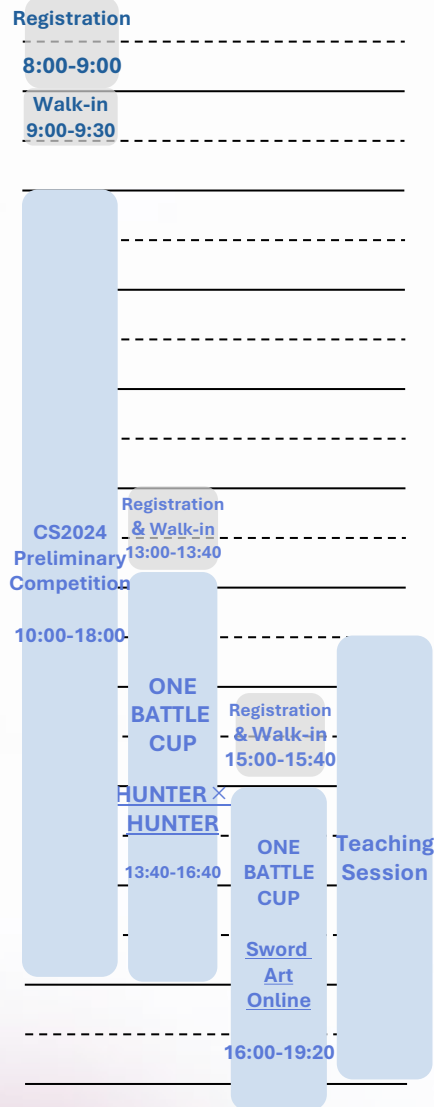 Registration
8:00-9:00
Walk-in
9:00-9:30
CS2024
Preliminary
Competition
10:00-18:00
Registration
& Walk-in
13:00-13:40
ONE
BATTLE
CUP
HUNTER×
HUNTER
13:40-16:40
Registration
& Walk-in
15:00-15:40
ONE
BATTLE
CUP
Sword
Art
Online
16:00-19:20
Teaching
Session